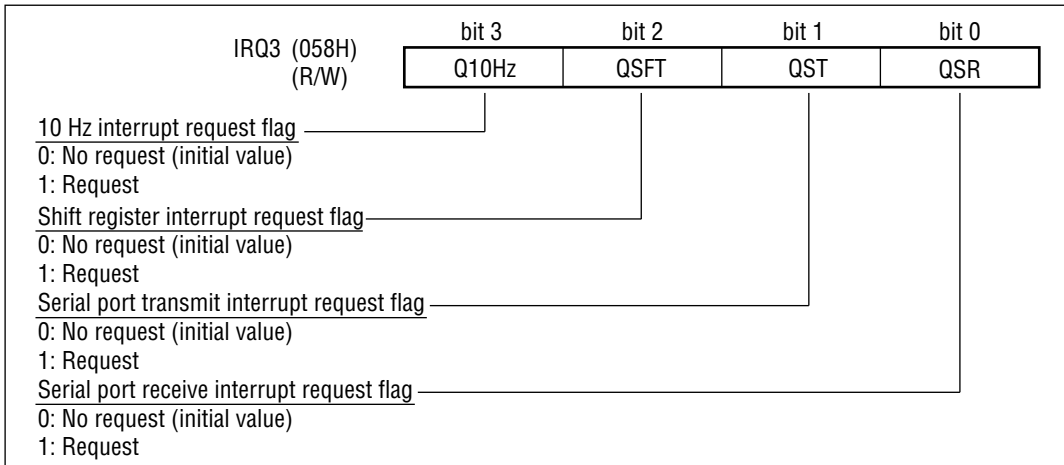 bit 3 bit 2 bit 1 bit 0
IRQ3 (058H)
(R/W)
Q10Hz QSFT QST QSR
10 Hz interrupt request flag
0: No request (initial value)
1: Request
Shift register interrupt request flag
0: No request (initial value)
1: Request
Serial port transmit interrupt request flag
0: No request (initial value)
1: Request
Serial port receive interrupt request flag
0: No request (initial value)
1: Request